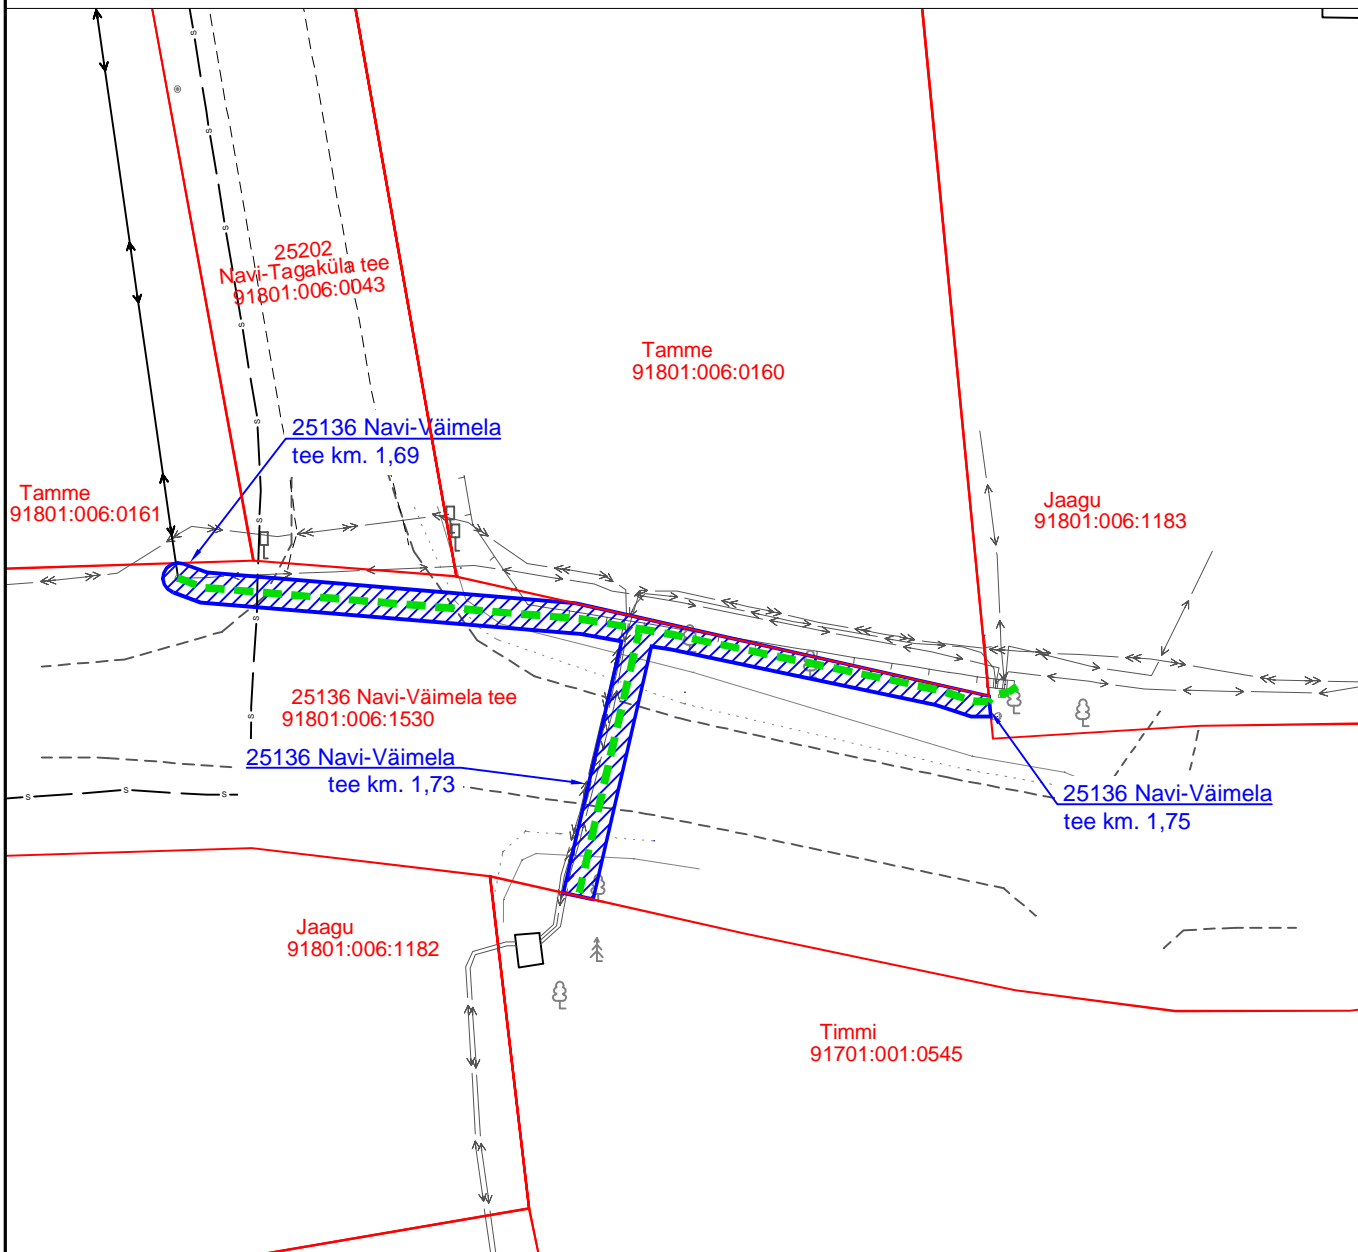 25202
Navi-Tagaküla tee
91801:006:0043
Tamme
91801:006:0160
25136 Navi-Väimela
tee km. 1,69
Tamme
91801:006:0161
Jaagu
91801:006:1183
25136 Navi-Väimela tee
91801:006:1530
25136 Navi-Väimela
tee km. 1,73
25136 Navi-Väimela
tee km. 1,75
Jaagu
91801:006:1182
Timmi
91701:001:0545
s
s
s
s
s
s
s
s
s
s
s
s